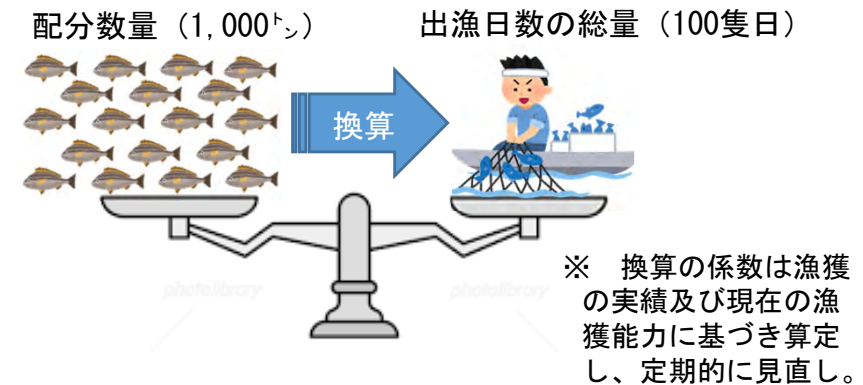 配分数量（1,000㌧）
出漁日数の総量（100隻日）
換算
※　換算の係数は漁獲
の実績及び現在の漁
獲能力に基づき算定
し、定期的に見直し。
photolibrary
photolibrary